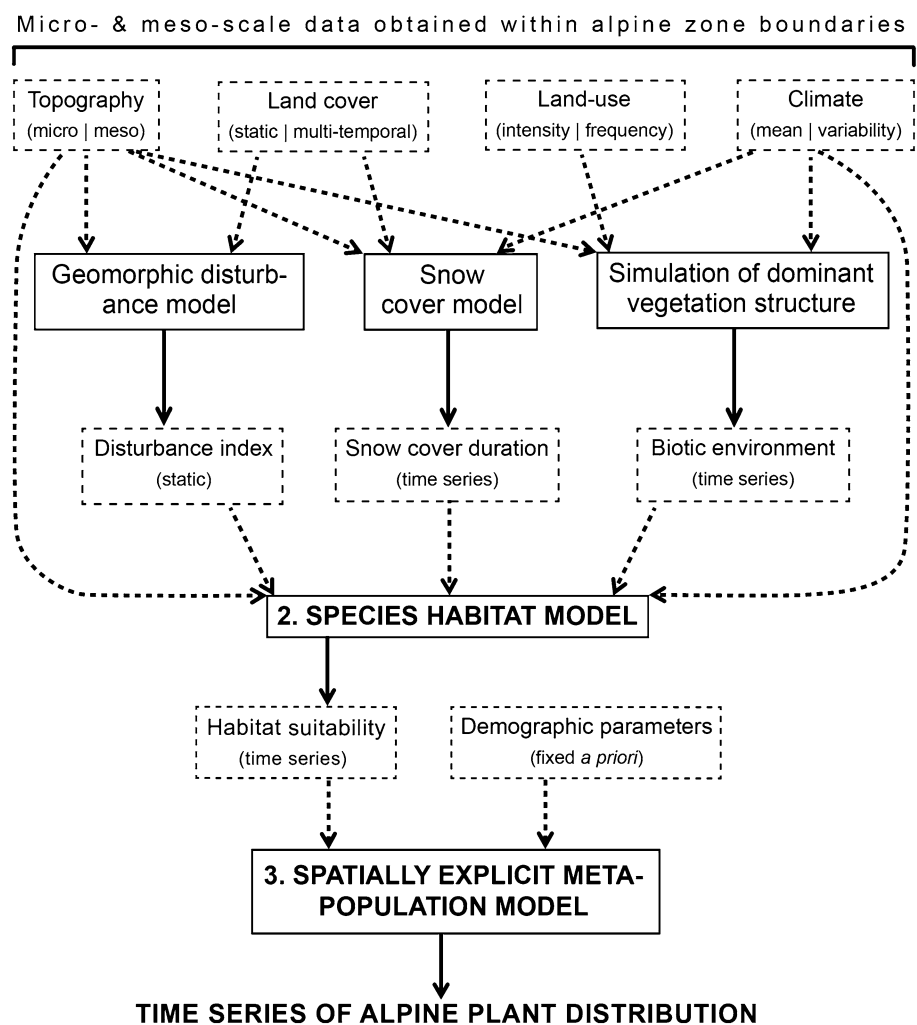 Micro- & meso-scale data obtained within alpine zone boundaries
Topography
(micro | meso)
Land cover
(static | multi-temporal)
Land-use
(intensity | frequency)
Climate
(mean | variability)
Geomorphic disturb-
ance model
Snow
cover model
Simulation of dominant
vegetation structure
Disturbance index
(static)
Snow cover duration
(time series)
Biotic environment
(time series)
2. SPECIES HABITAT MODEL
Habitat suitability
(time series)
Demographic parameters
(fixed a priori)
3. SPATIALLY EXPLICIT META-
POPULATION MODEL
TIME SERIES OF ALPINE PLANT DISTRIBUTION